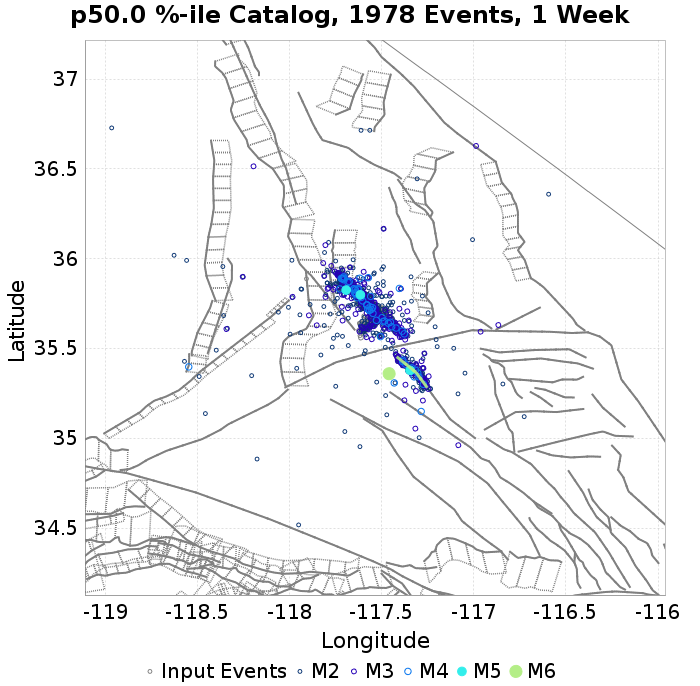 p50.0 %-ile Catalog, 1978 Events, 1 Week
37
36.5
36
35.5
35
34.5
Latitude
-119 -118.5 -118 -117.5 -117 -116.5 -116
Longitude
Input Events M2 M3 M4 M5 M6